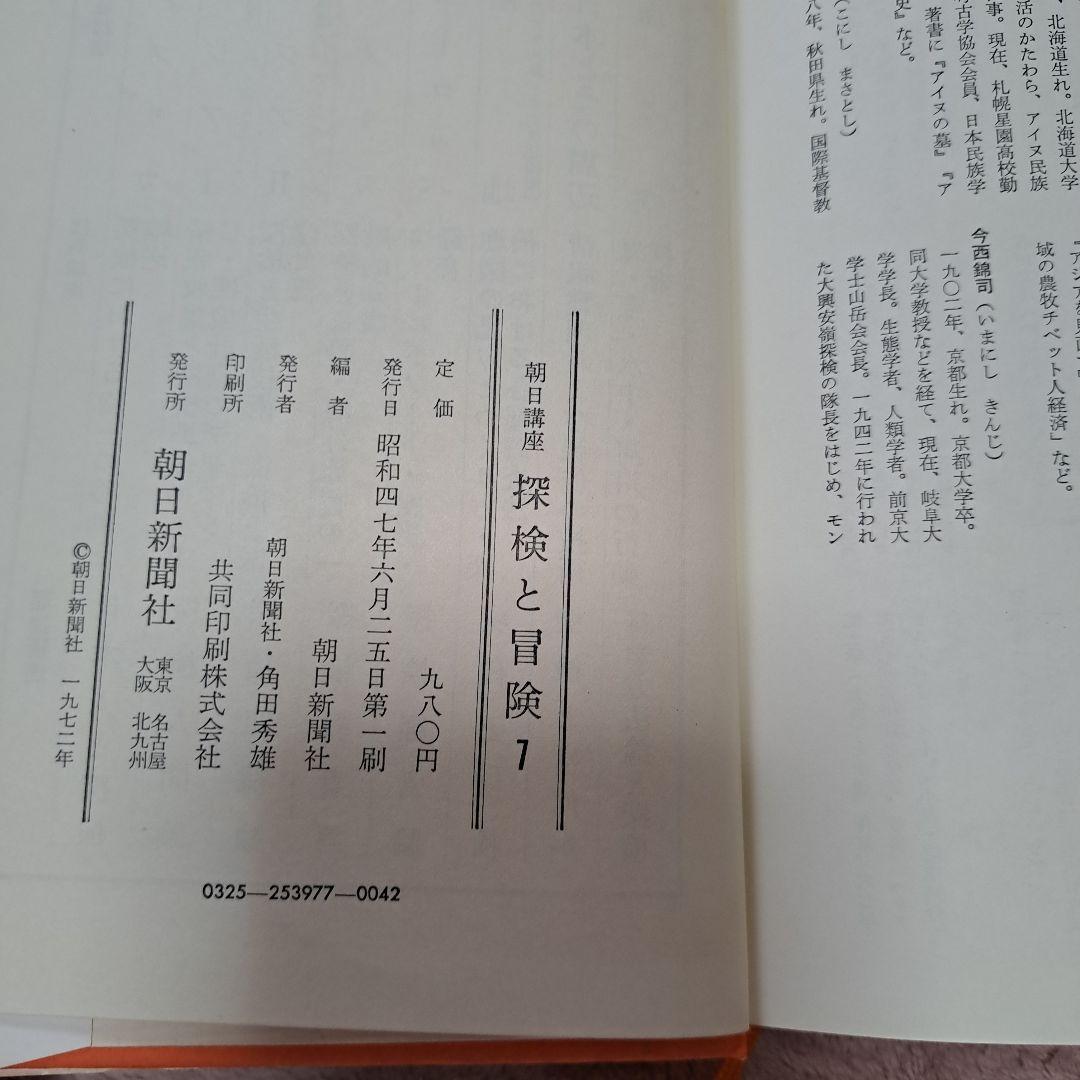 、北海道生れ。北海道大学
活のかたわら、アイヌ民族
事。現在、札幌星園高校勤
考古学協会会員、日本民族学
著書に『アイヌの墓』『ア
史』など。
(こにし まさとし)
八年、秋田県生れ。国際基督教
域の農牧チベット人経済」など。
今西錦司(いまにし きんじ)
一九〇二年、京都生れ。京都大学卒。
同大学教授などを経て、現在、岐阜大
学学長。生態学者、人類学者。前京大
学士山岳会会長。一九四二年に行われ
た大興安嶺探検の隊長をはじめ、モン
朝日講座 探検と冒険 7
定価 九八〇円
発行日 昭和四七年六月二五日第一刷
編者 朝日新聞社
発行者 朝日新聞社・角田秀雄
印刷所 共同印刷株式会社
発行所 朝日新聞社 東京 名古屋
大阪 北九州
©朝日新聞社 一九七二年
0325—253977—0042